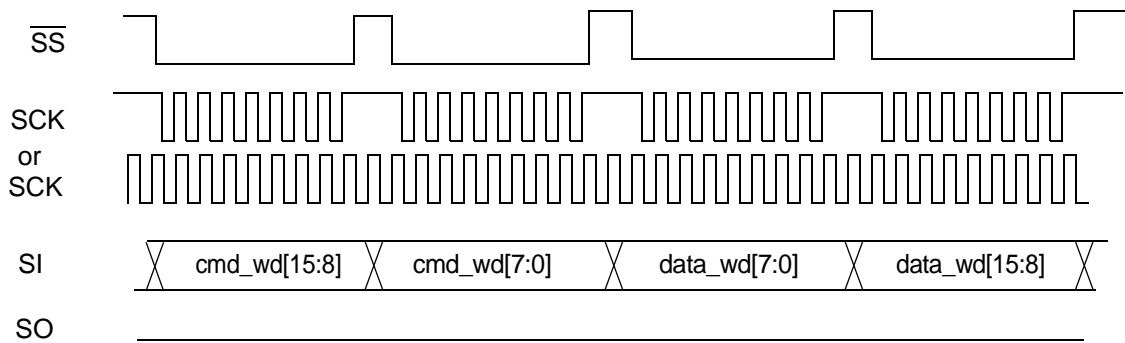 SS
SCK
or
SCK
SI cmd_wd[15:8] cmd_wd[7:0] data_wd[7:0] data_wd[15:8]
SO